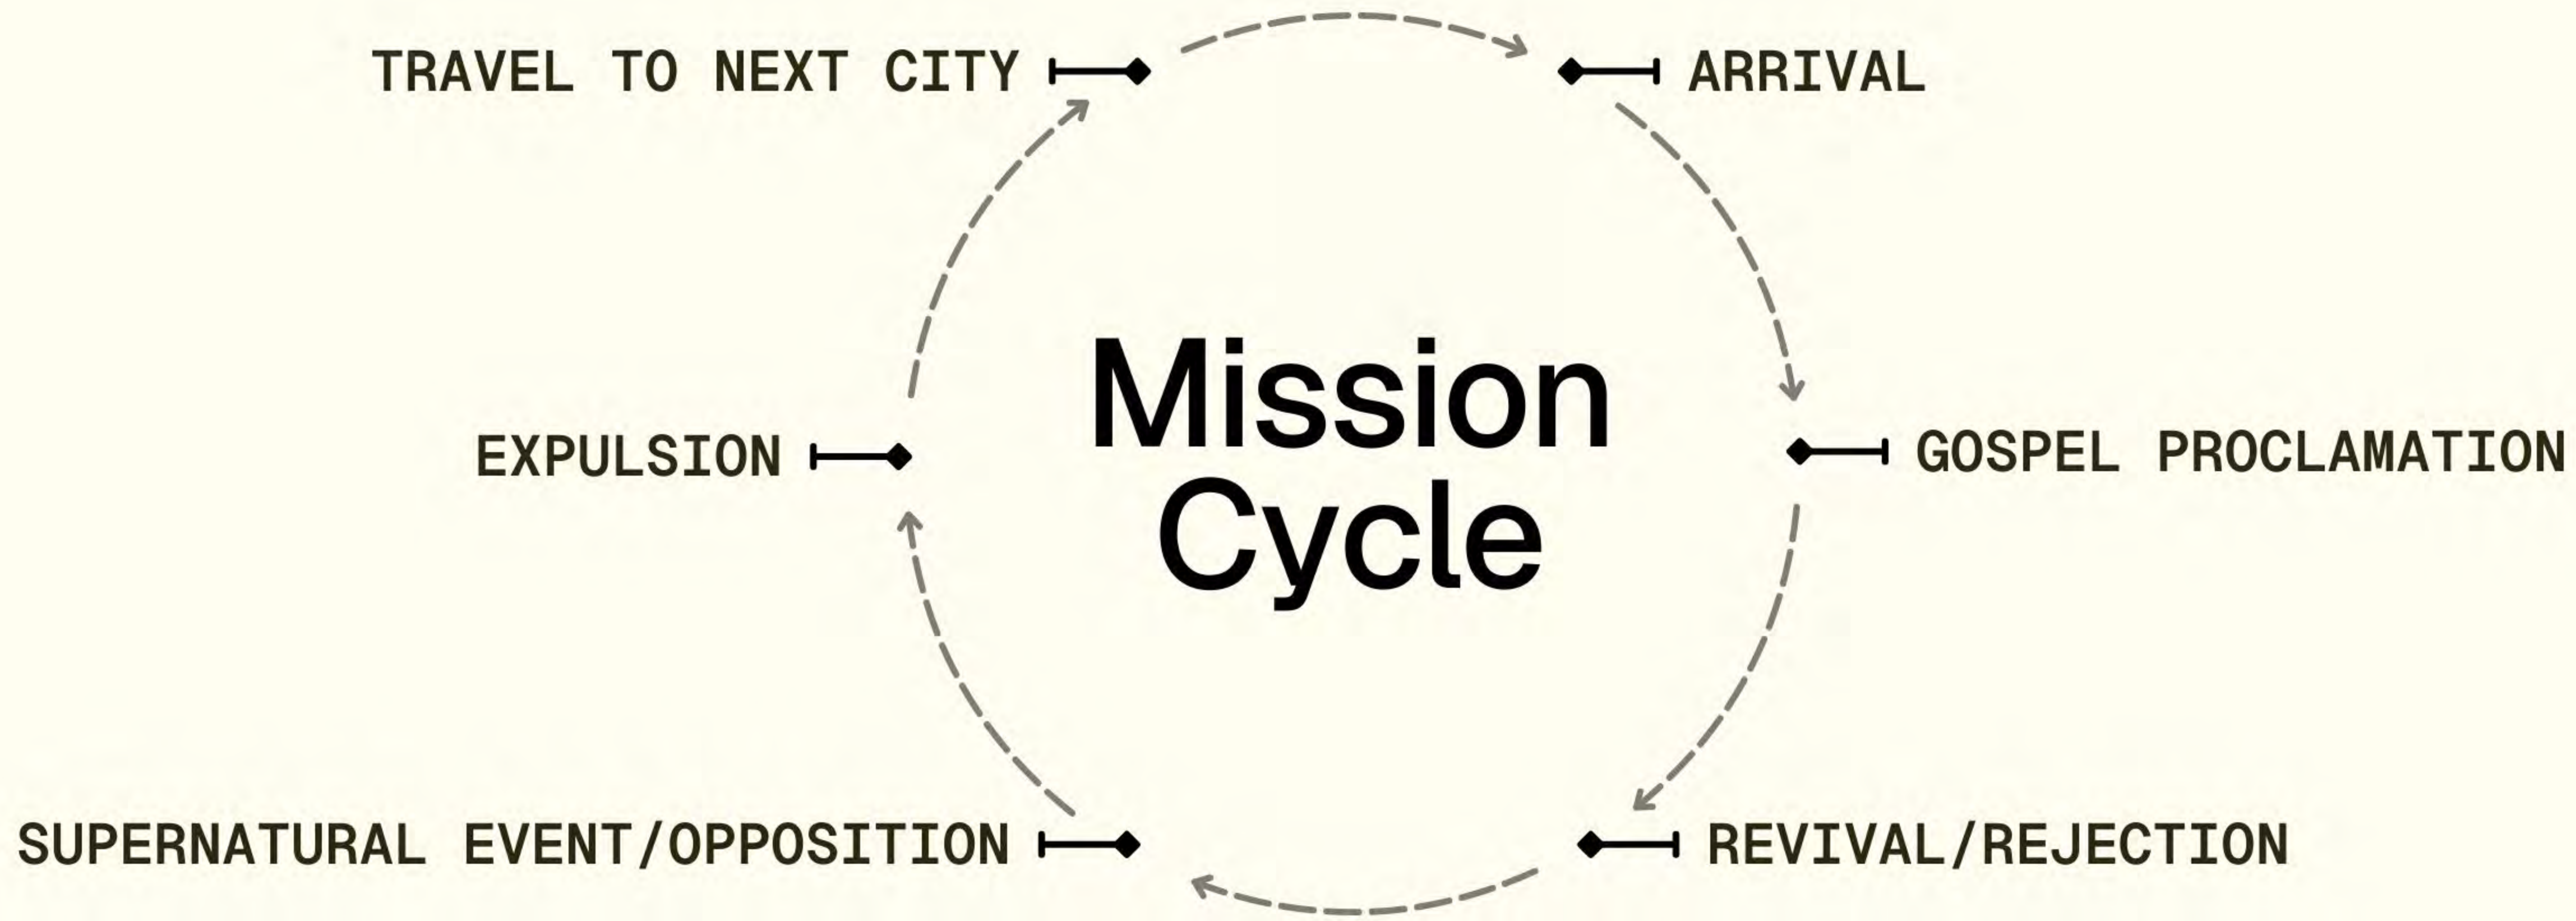 TRAVEL TO NEXT CITY
ARRIVAL
Mission
Cycle
EXPULSION
GOSPEL PROCLAMATION
SUPERNATURAL EVENT/OPPOSITION
REVIVAL/REJECTION